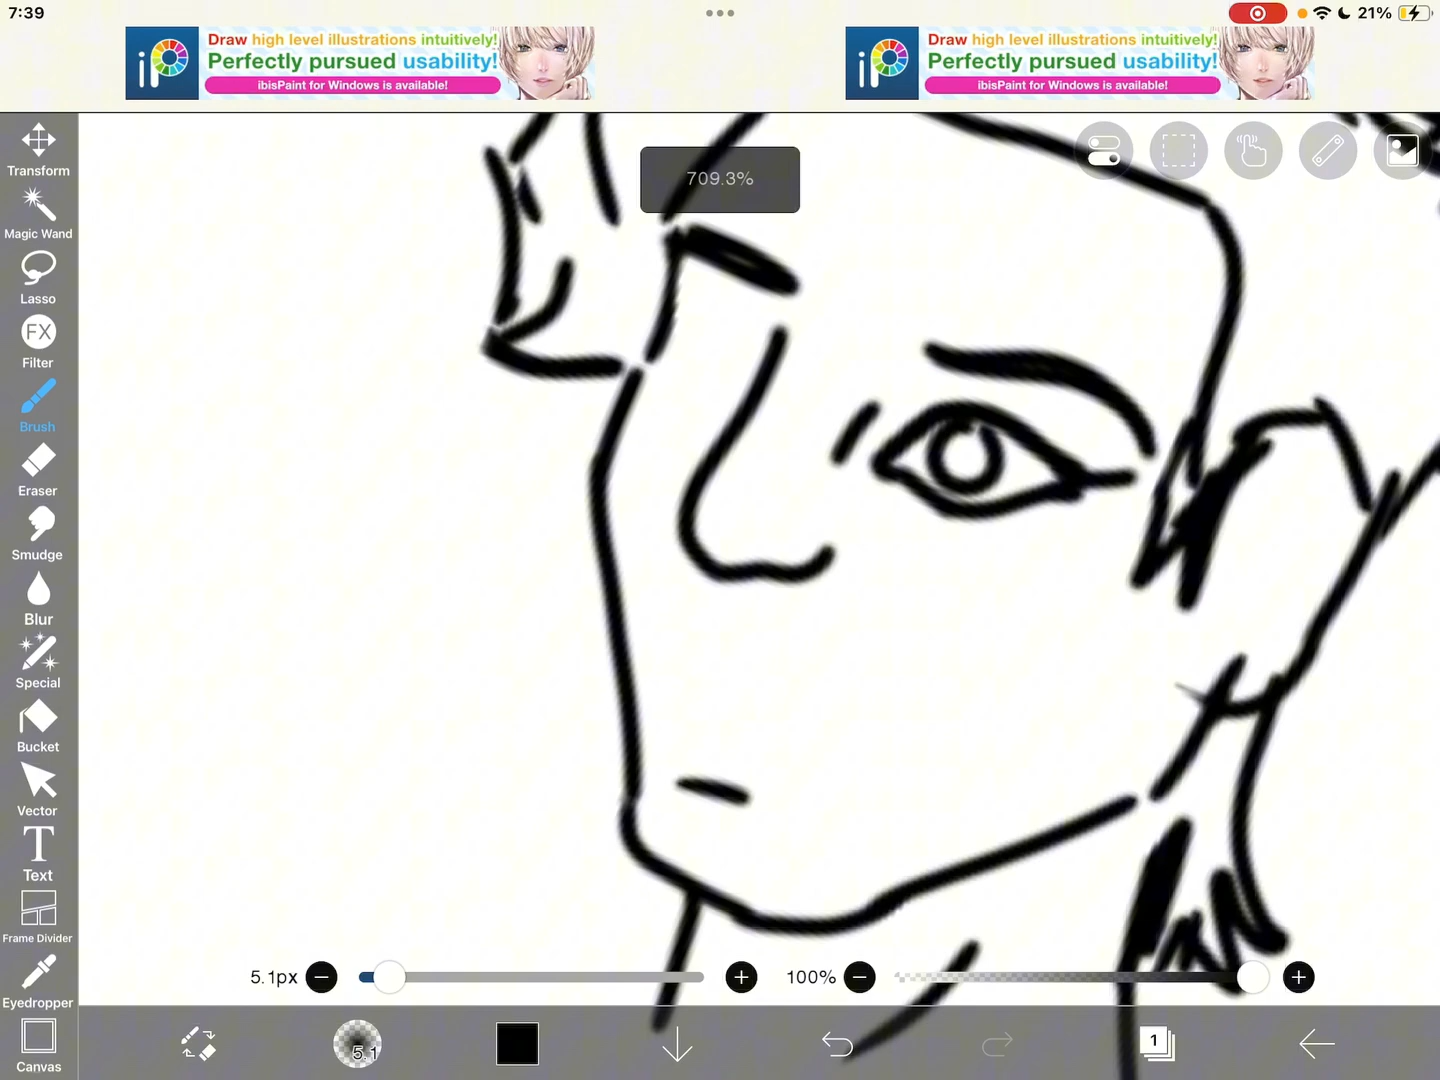 7:39
21%
Draw high level illustrations intuitively!
Perfectly pursued usability!
ibisPaint for Windows is available!
Draw high level illustrations intuitively!
Perfectly pursued usability!
ibisPaint for Windows is available!
709.3%
Transform
Magic Wand
Lasso
FX
Filter
Brush
Eraser
Smudge
Blur
Special
Bucket
Vector
T
Text
Frame Divider
Eyedropper
Canvas
5.1px
100%
5.1
1